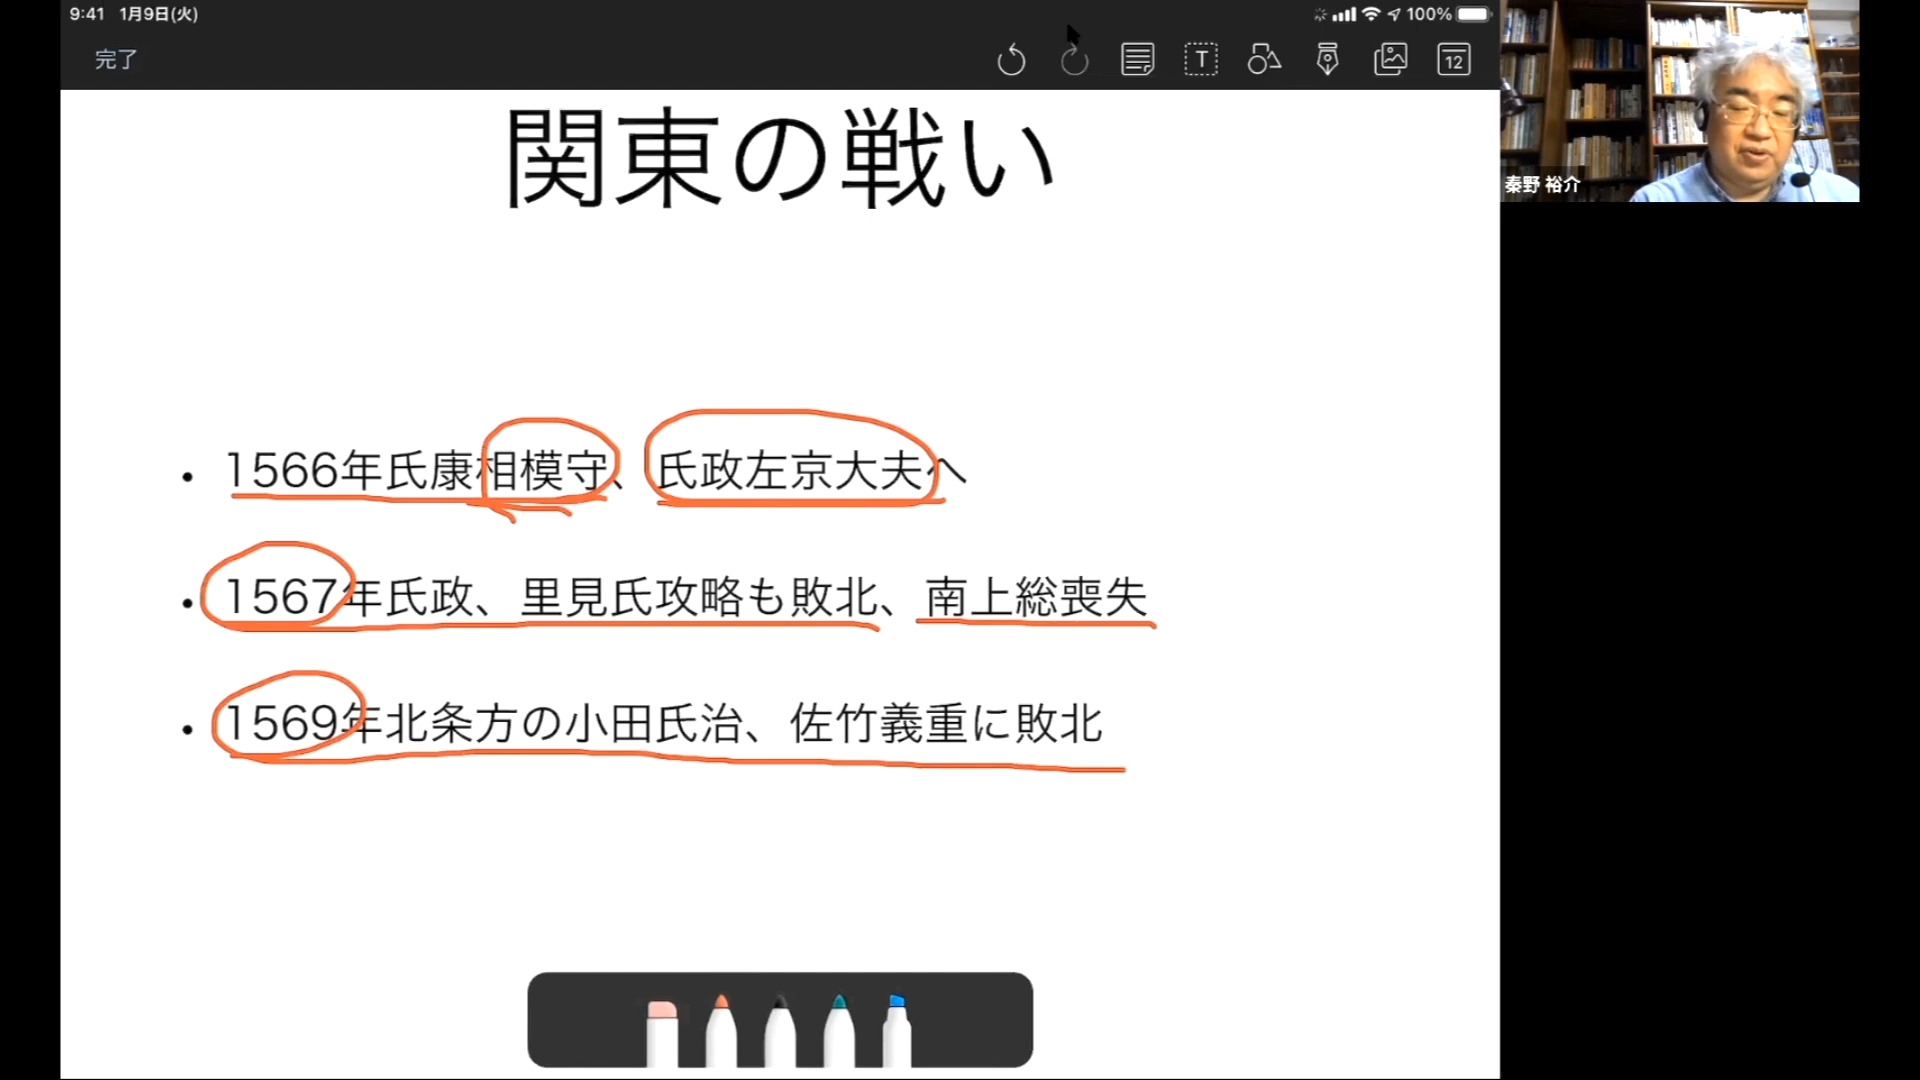 9:41 1月9日(火)
100%
完了
T
12
関東の戦い
秦野 裕介
• 1566年氏康相模守、氏政左京大夫へ
• 1567年氏政、里見氏攻略も敗北、南上総喪失
• 1569年北条方の小田氏治、佐竹義重に敗北